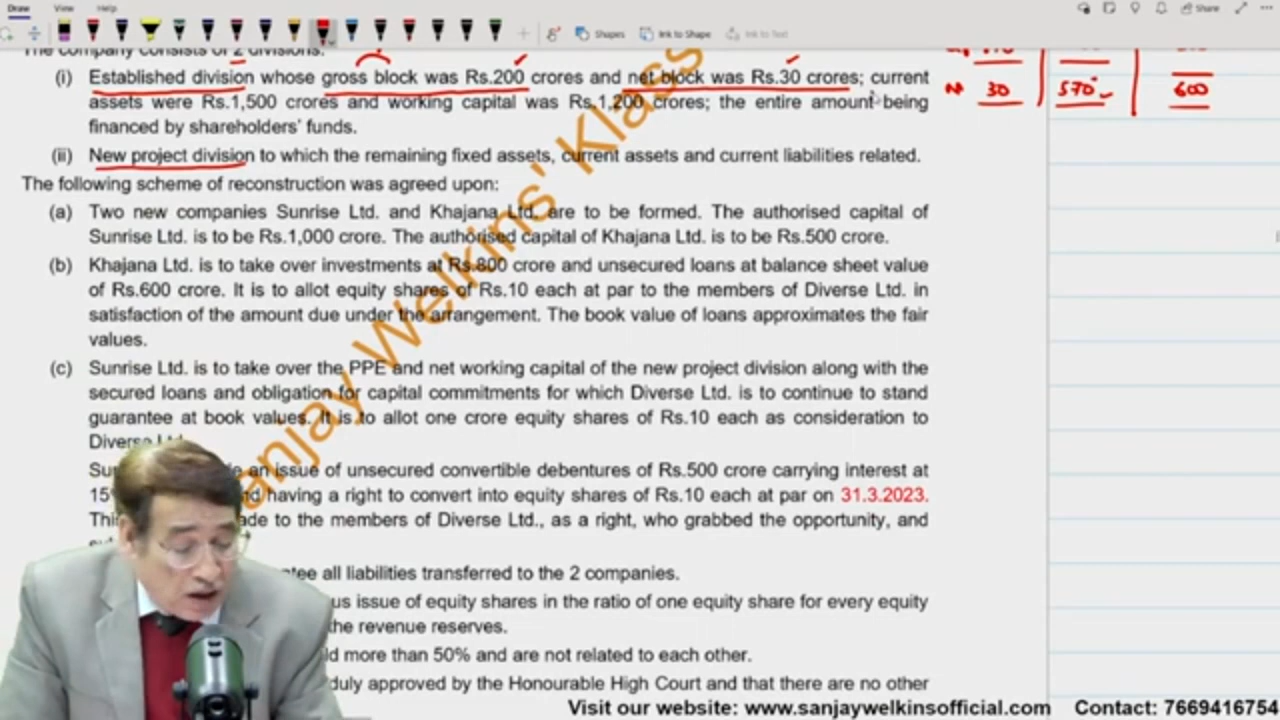 Draw View Help
Share
Shapes Ink to Shape Ink to Text
The company consists of 2 divisions:
(i) Established division whose gross block was Rs.200 crores and net block was Rs.30 crores; current
assets were Rs.1,500 crores and working capital was Rs.1,200 crores; the entire amount being
financed by shareholders' funds.
30 570 600
(ii) New project division to which the remaining fixed assets, current assets and current liabilities related.
The following scheme of reconstruction was agreed upon:
(a) Two new companies Sunrise Ltd. and Khajana Ltd. are to be formed. The authorised capital of
Sunrise Ltd. is to be Rs.1,000 crore. The authorised capital of Khajana Ltd. is to be Rs.500 crore.
(b) Khajana Ltd. is to take over investments at Rs.800 crore and unsecured loans at balance sheet value
of Rs.600 crore. It is to allot equity shares of Rs.10 each at par to the members of Diverse Ltd. in
satisfaction of the amount due under the arrangement. The book value of loans approximates the fair
values.
(c) Sunrise Ltd. is to take over the PPE and net working capital of the new project division along with the
secured loans and obligation for capital commitments for which Diverse Ltd. is to continue to stand
guarantee at book values. It is to allot one crore equity shares of Rs.10 each as consideration to
Diverse
an issue of unsecured convertible debentures of Rs.500 crore carrying interest at
having a right to convert into equity shares of Rs.10 each at par on 31.3.2023.
to the members of Diverse Ltd., as a right, who grabbed the opportunity, and
all liabilities transferred to the 2 companies.
issue of equity shares in the ratio of one equity share for every equity
the revenue reserves.
more than 50% and are not related to each other.
duly approved by the Honourable High Court and that there are no other
Sanjay Welkins' Klass
Visit our website: www.sanjaywelkinsofficial.com Contact: 7669416754